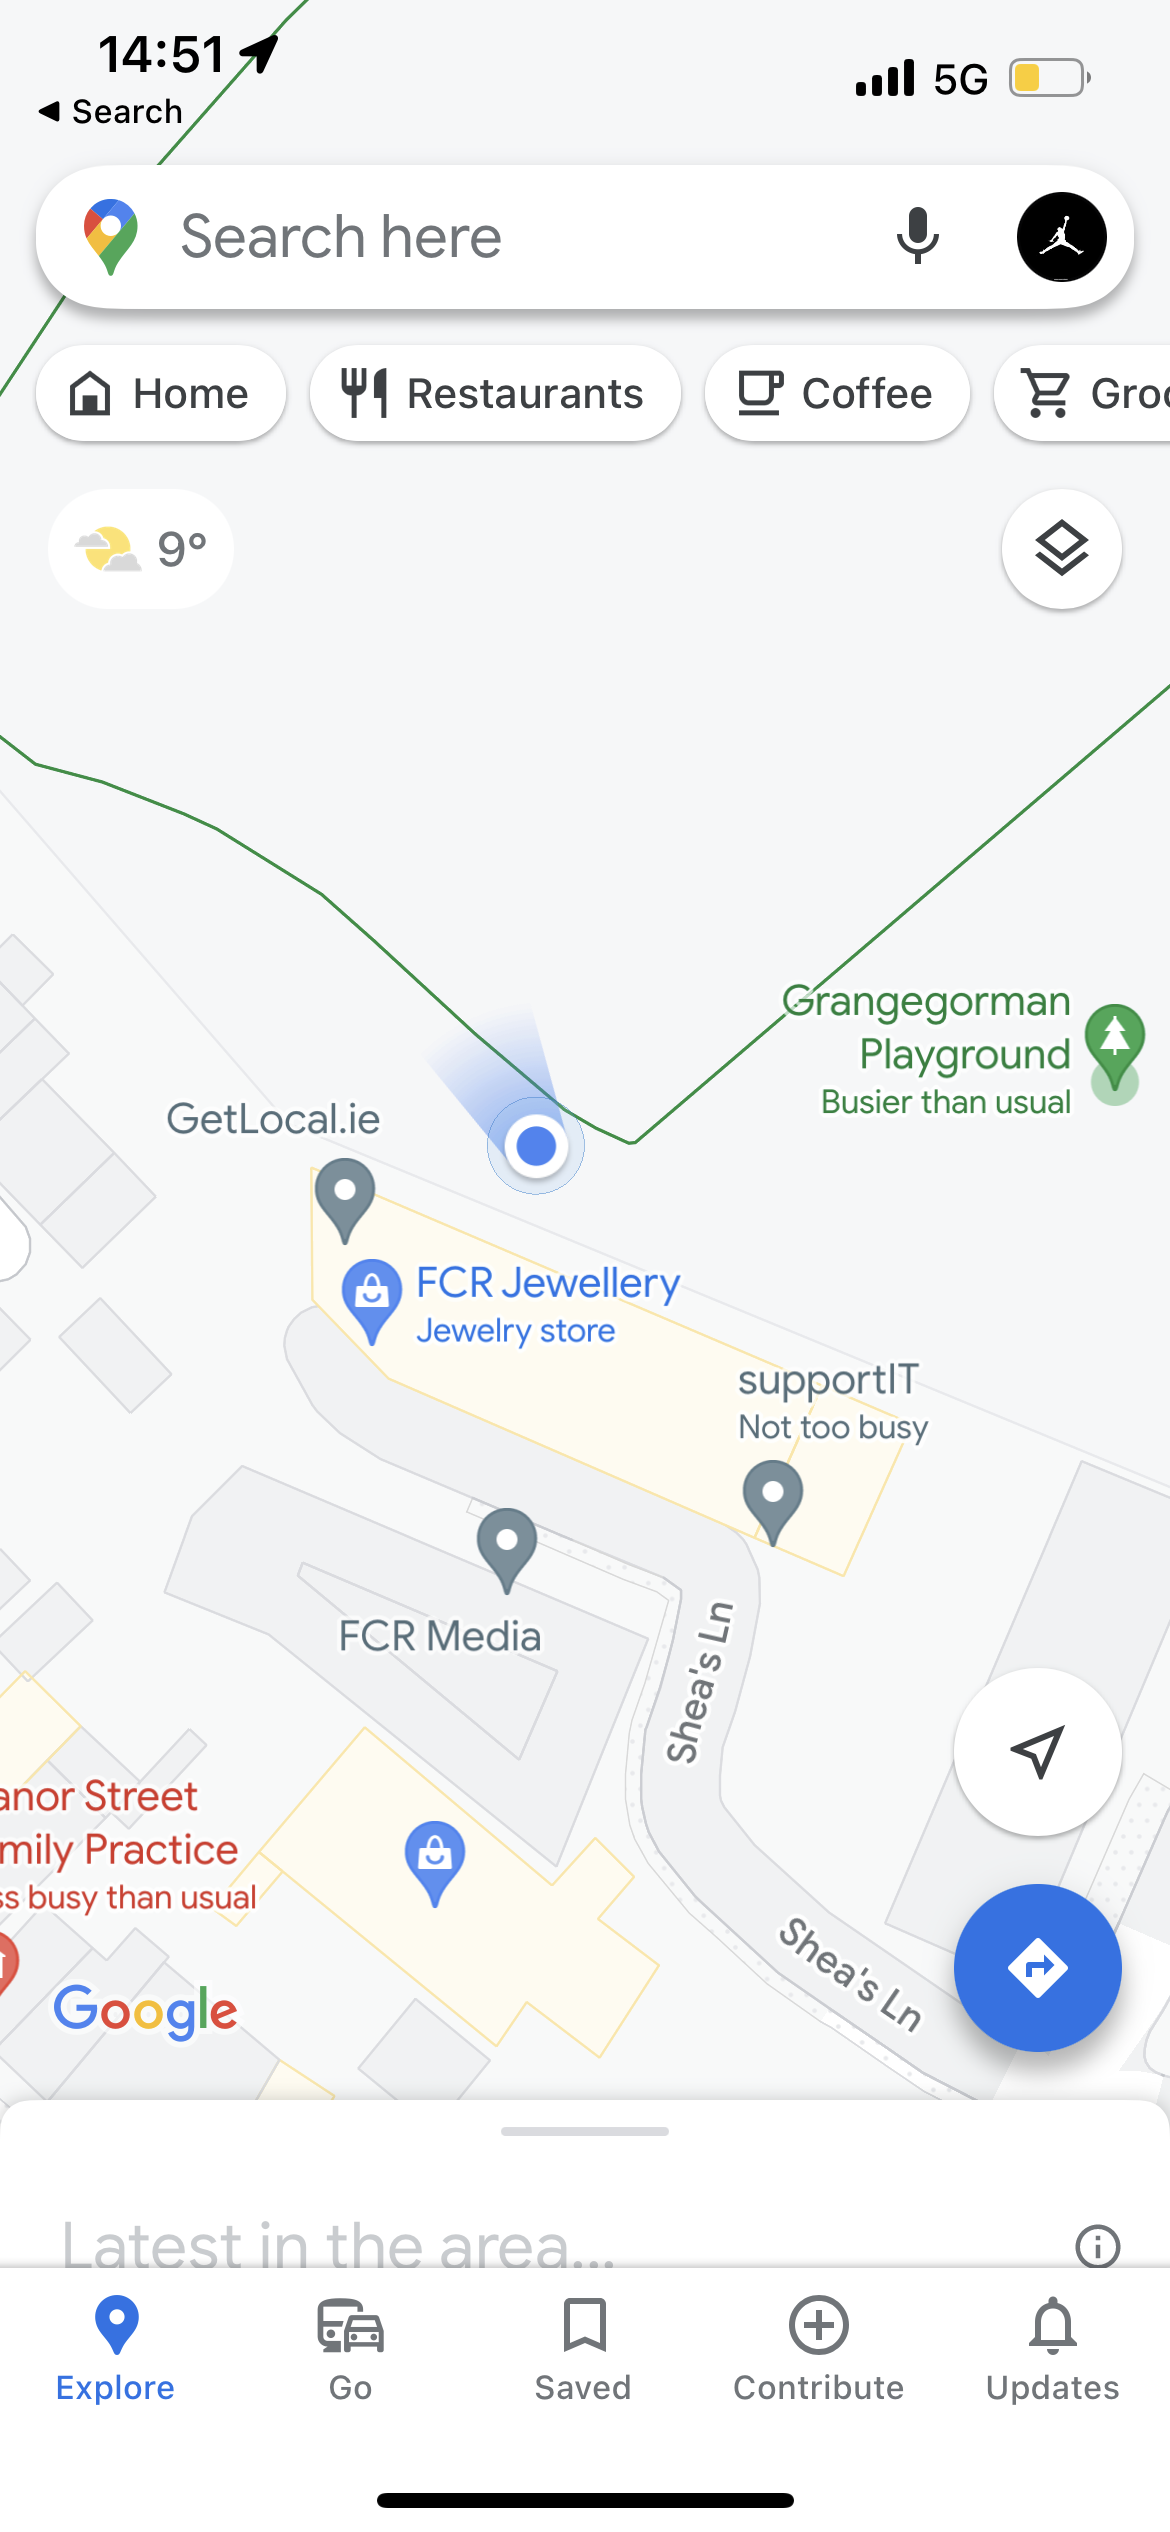 14:51
Search
5G
Search here
Home
Restaurants
Coffee
Groc
9°
Grangegorman
Playground
Busier than usual
GetLocal.ie
FCR Jewellery
Jewelry store
supportIT
Not too busy
FCR Media
Shea's Ln
anor Street
mily Practice
ss busy than usual
Shea's Ln
Google
Latest in the area...
Explore
Go
Saved
Contribute
Updates